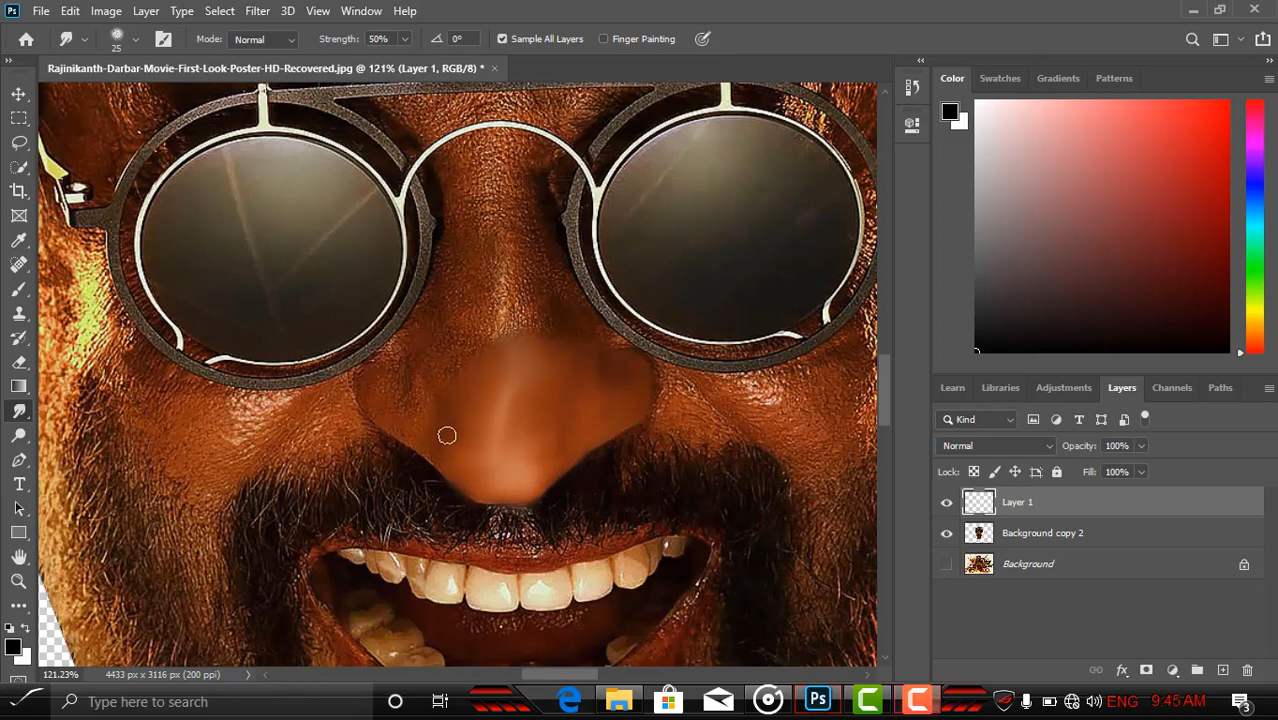 Ps File Edit Image Layer Type Select Filter 3D View Window Help
25 Mode: Normal Strength: 50% 0° Sample All Layers Finger Painting
Rajinikanth-Darbar-Movie-First-Look-Poster-HD-Recovered.jpg @ 121% (Layer 1, RGB/8) *
Color Swatches Gradients Patterns
Learn Libraries Adjustments Layers Channels Paths
Kind
Normal Opacity: 100%
Lock: Fill: 100%
Layer 1
Background copy 2
Background
121.23% 4433 px x 3116 px (200 ppi)
Type here to search Ps ENG 9:45 AM 3